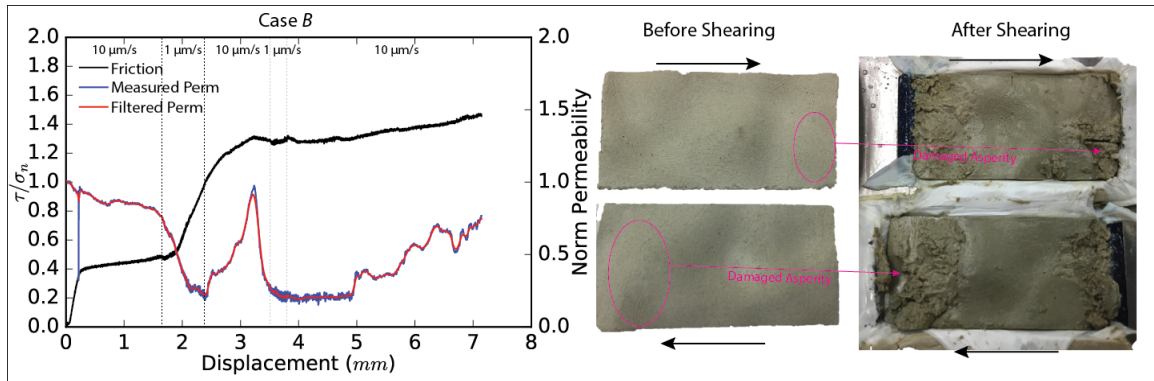 Case B
10 μm/s
1 μm/s
10 μm/s
1 μm/s
10 μm/s
Friction
Measured Perm
Filtered Perm
τ/σn
2.0
1.8
1.6
1.4
1.2
1.0
0.8
0.6
0.4
0.2
0.0
0
1
2
3
4
5
6
7
8
Displacement (mm)
2.0
1.5
1.0
0.5
0.0
Norm Permeability
Before Shearing
After Shearing
Damaged Asperity
Damaged Asperity